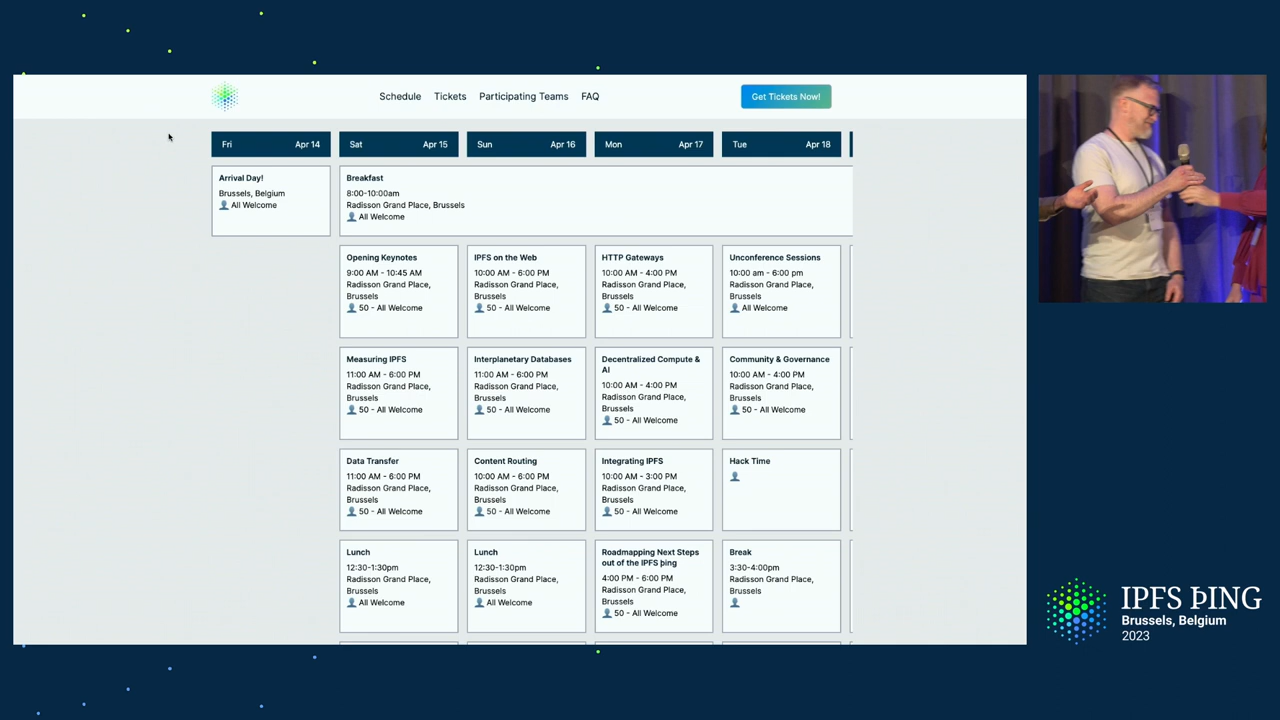 Schedule Tickets Participating Teams FAQ Get Tickets Now!
Fri Apr 14
Sat Apr 15
Sun Apr 16
Mon Apr 17
Tue Apr 18
Arrival Day!
Brussels, Belgium
All Welcome
Breakfast
8:00-10:00am
Radisson Grand Place, Brussels
All Welcome
Opening Keynotes
9:00 AM - 10:45 AM
Radisson Grand Place,
Brussels
50 - All Welcome
IPFS on the Web
10:00 AM - 6:00 PM
Radisson Grand Place,
Brussels
50 - All Welcome
HTTP Gateways
10:00 AM - 4:00 PM
Radisson Grand Place,
Brussels
50 - All Welcome
Unconference Sessions
10:00 am - 6:00 pm
Radisson Grand Place,
Brussels
All Welcome
Measuring IPFS
11:00 AM - 6:00 PM
Radisson Grand Place,
Brussels
50 - All Welcome
Interplanetary Databases
11:00 AM - 6:00 PM
Radisson Grand Place,
Brussels
50 - All Welcome
Decentralized Compute &
AI
10:00 AM - 4:00 PM
Radisson Grand Place,
Brussels
50 - All Welcome
Community & Governance
10:00 AM - 4:00 PM
Radisson Grand Place,
Brussels
50 - All Welcome
Data Transfer
11:00 AM - 6:00 PM
Radisson Grand Place,
Brussels
50 - All Welcome
Content Routing
10:00 AM - 6:00 PM
Radisson Grand Place,
Brussels
50 - All Welcome
Integrating IPFS
10:00 AM - 3:00 PM
Radisson Grand Place,
Brussels
50 - All Welcome
Hack Time
Lunch
12:30-1:30pm
Radisson Grand Place,
Brussels
All Welcome
Lunch
12:30-1:30pm
Radisson Grand Place,
Brussels
All Welcome
Roadmapping Next Steps
out of the IPFS þing
4:00 PM - 6:00 PM
Radisson Grand Place,
Brussels
50 - All Welcome
Break
3:30-4:00pm
Radisson Grand Place,
Brussels
IPFS ÞING
Brussels, Belgium
2023